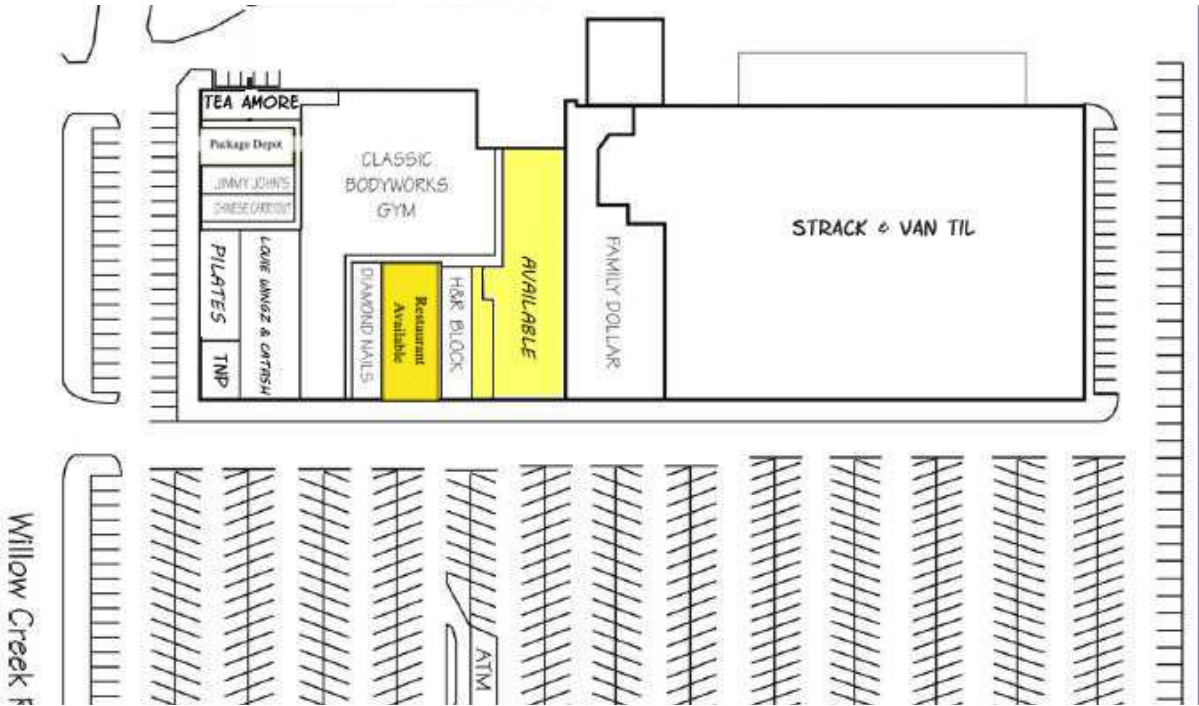 TEA AMORE
Package Depot
JIMMY JOHN'S
CHINESE CARRYOUT
CLASSIC
BODYWORKS
GYM
PILATES
TNP
LOUIE WINGZ & CATASH
DIAMOND NAILS
Restaurant
Available
H&R BLOCK
AVAILABLE
FAMILY DOLLAR
STRACK & VAN TIL
Willow Creek
ATM